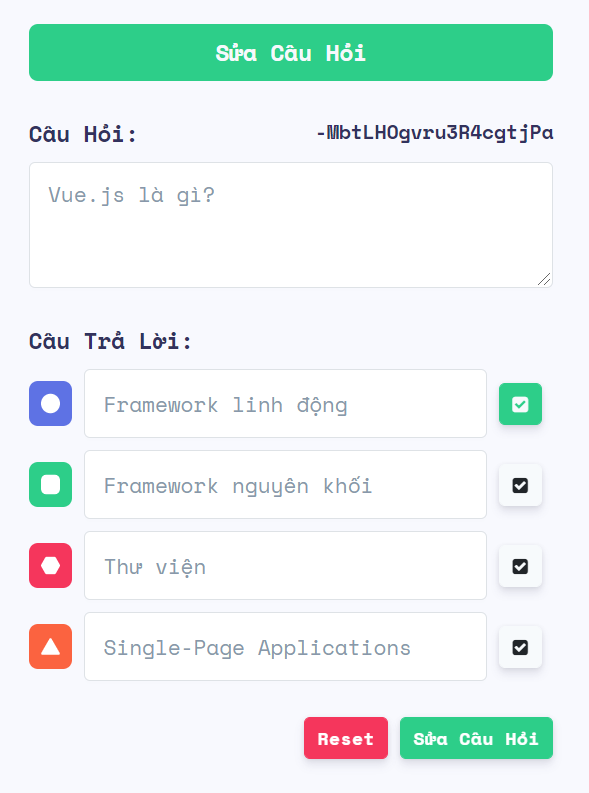 Sửa Câu Hỏi
Câu Hỏi: -MbtLHOgvru3R4cgtjPa
Vue.js là gì?
Câu Trả Lời:
Framework linh động
Framework nguyên khối
Thư viện
Single-Page Applications
Reset Sửa Câu Hỏi